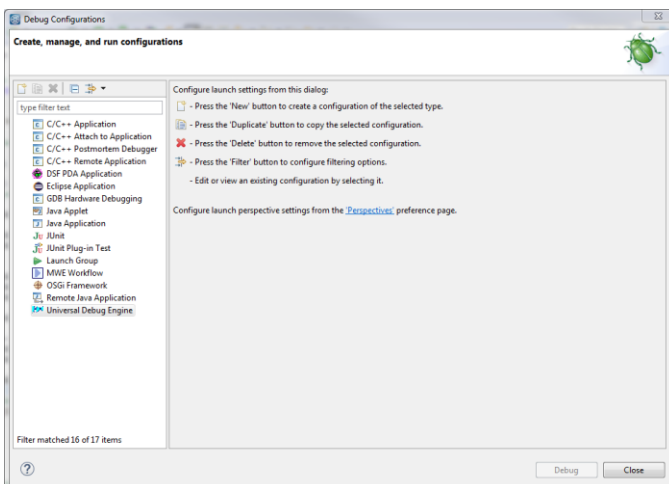 Debug Configurations
Create, manage, and run configurations
type filter text
C/C++ Application
C/C++ Attach to Application
C/C++ Postmortem Debugger
C/C++ Remote Application
DSF PDA Application
Eclipse Application
GDB Hardware Debugging
Java Applet
Java Application
JUnit
JUnit Plug-in Test
Launch Group
MWE Workflow
OSGi Framework
Remote Java Application
Universal Debug Engine
Filter matched 16 of 17 items
Configure launch settings from this dialog:
- Press the 'New' button to create a configuration of the selected type.
- Press the 'Duplicate' button to copy the selected configuration.
- Press the 'Delete' button to remove the selected configuration.
- Press the 'Filter' button to configure filtering options.
- Edit or view an existing configuration by selecting it.
Configure launch perspective settings from the 'Perspectives' preference page.
?
Debug
Close